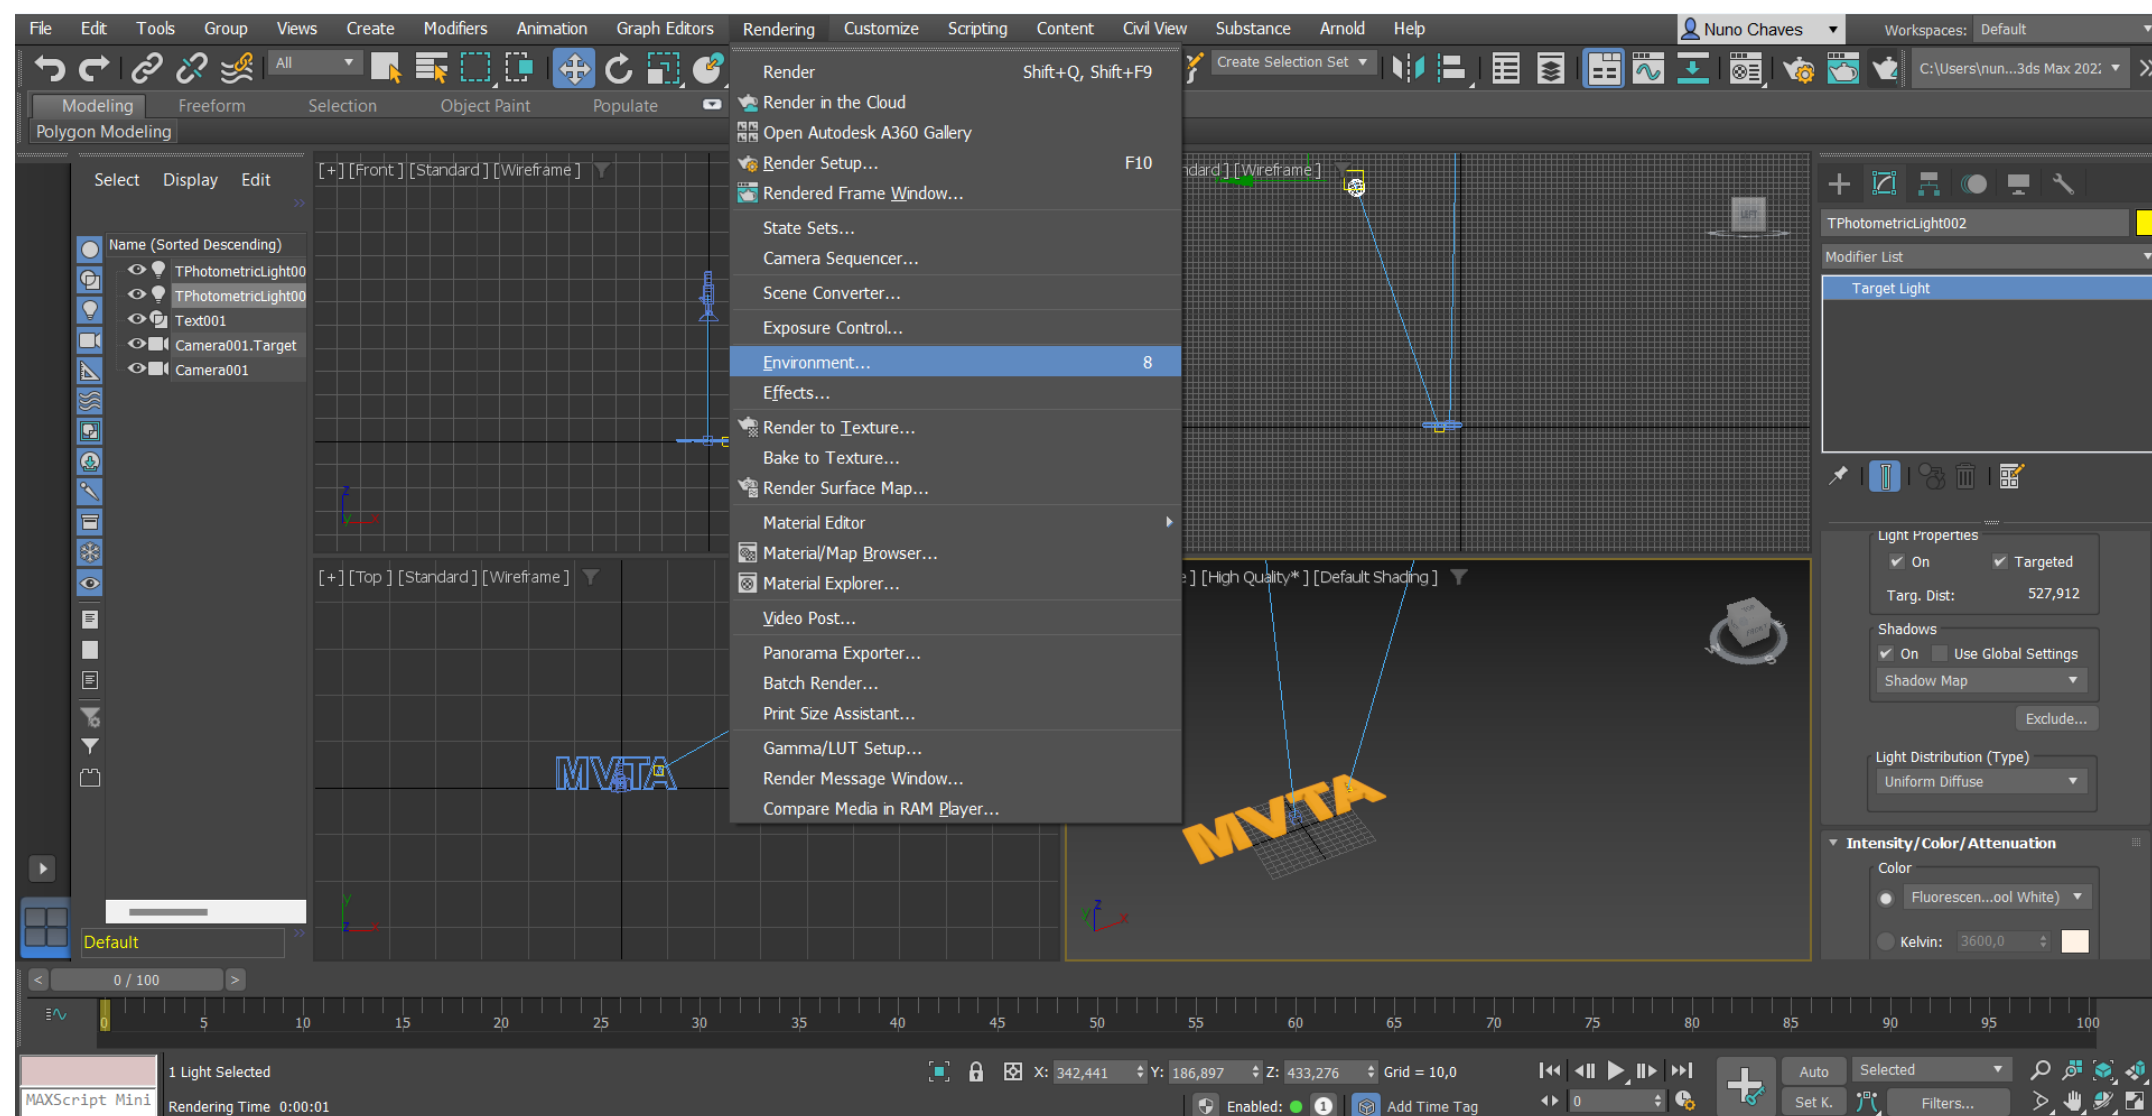 File Edit Tools Group Views Create Modifiers Animation Graph Editors Rendering Customize Scripting Content Civil View Substance Arnold Help Nuno Chaves Workspaces: Default
All Create Selection Set C:\Users\nun...3ds Max 202
Modeling Freeform Selection Object Paint Populate
Polygon Modeling
Select Display Edit
Name (Sorted Descending)
TPhotometricLight00
TPhotometricLight00
Text001
Camera001.Target
Camera001
Default
[+] [Front ] [Standard ] [Wireframe ]
z
y x
[+] [Top ] [Standard ] [Wireframe ]
MVTA
y
z x
Render Shift+Q, Shift+F9
Render in the Cloud
Open Autodesk A360 Gallery
Render Setup... F10
Rendered Frame Window...
State Sets...
Camera Sequencer...
Scene Converter...
Exposure Control...
Environment... 8
Effects...
Render to Texture...
Bake to Texture...
Render Surface Map...
Material Editor
Material/Map Browser...
Material Explorer...
Video Post...
Panorama Exporter...
Batch Render...
Print Size Assistant...
Gamma/LUT Setup...
Render Message Window...
Compare Media in RAM Player...
ndard ] [Wireframe ]
LEFT
e ] [High Quality* ] [Default Shading ]
FRONT
W S
MVTA
z
y x
TPhotometricLight002
Modifier List
Target Light
Light Properties
On Targeted
Targ. Dist: 527,912
Shadows
On Use Global Settings
Shadow Map
Exclude...
Light Distribution (Type)
Uniform Diffuse
Intensity/Color/Attenuation
Color
Fluorescen...ool White)
Kelvin: 3600,0
< 0 / 100 >
0 5 10 15 20 25 30 35 40 45 50 55 60 65 70 75 80 85 90 95 100
1 Light Selected X: 342,441 Y: 186,897 Z: 433,276 Grid = 10,0 Auto Selected
MAXScript Mini Rendering Time 0:00:01 Enabled: 1 Add Time Tag 0 Set K. Filters...